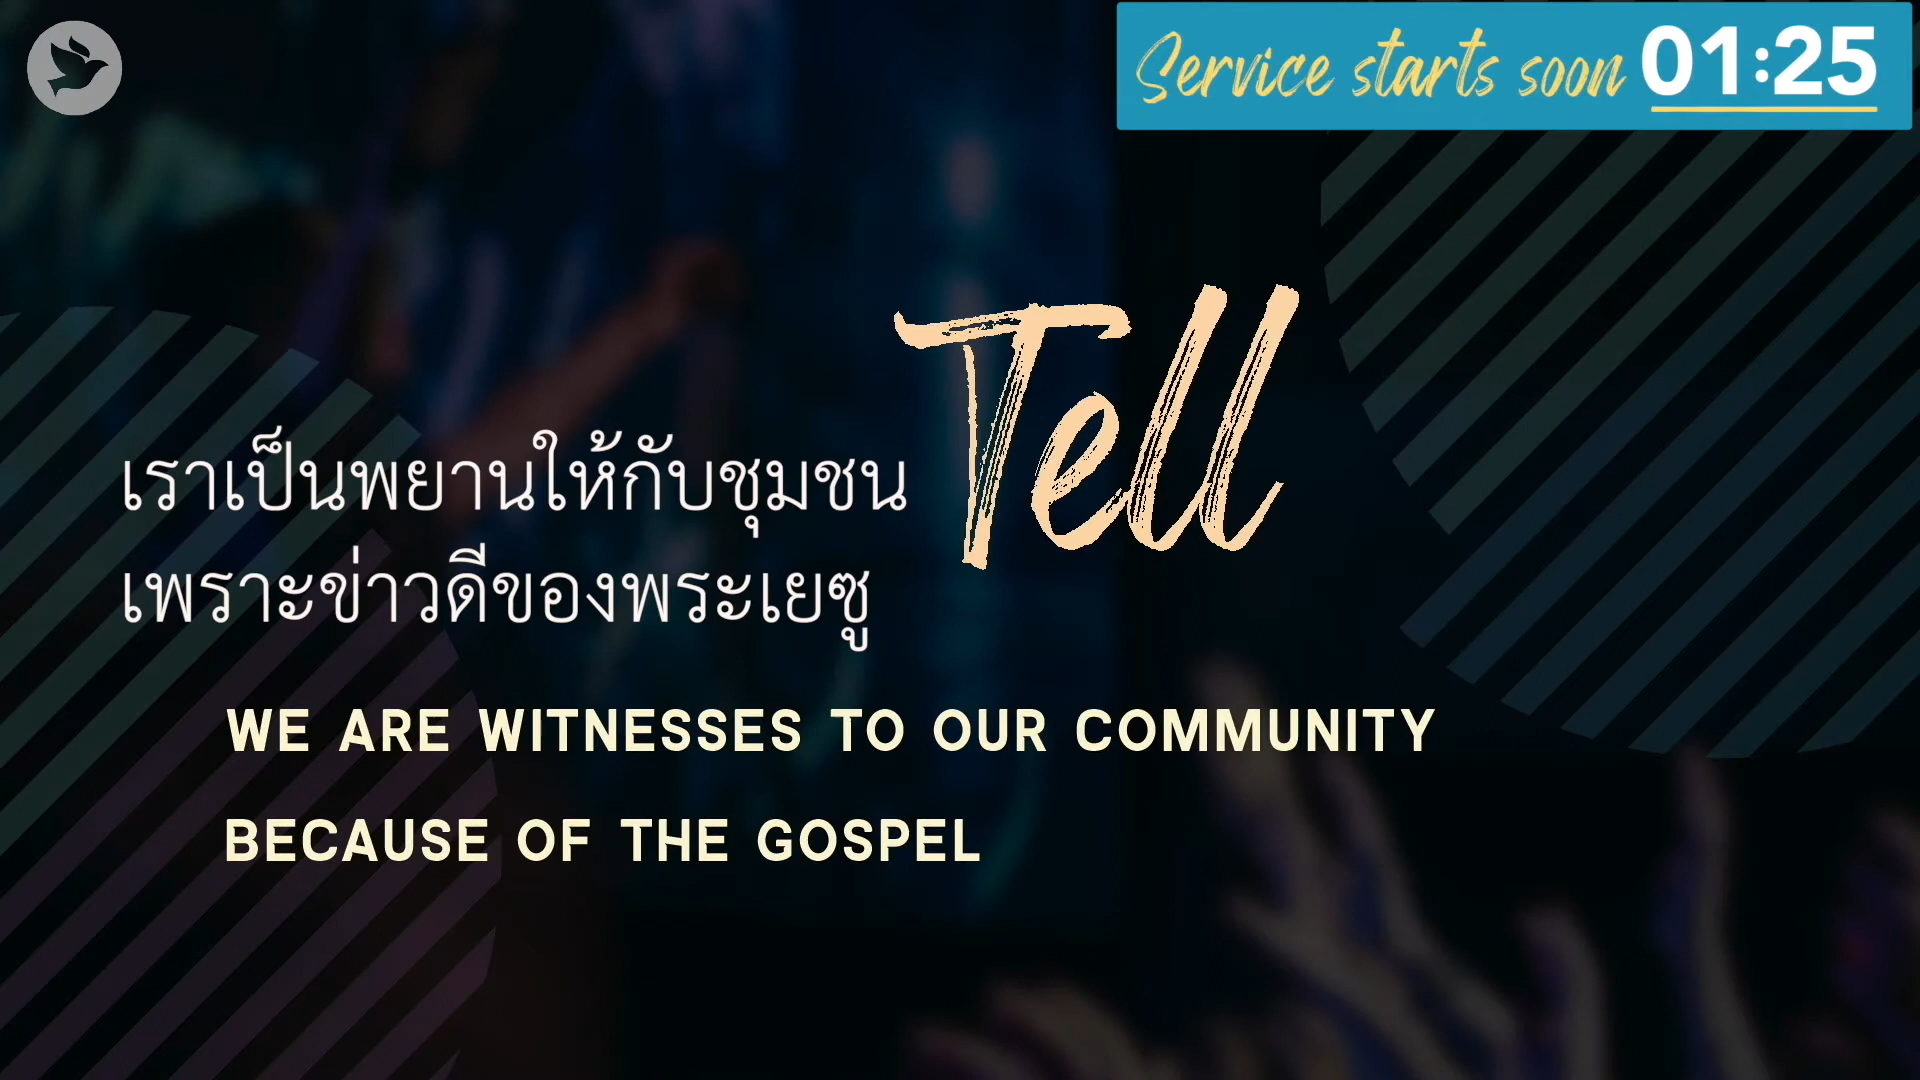 Service starts soon 01:25
Tell
เราเป็นพยานให้กับชุมชน
เพราะข่าวดีของพระเยซู
WE ARE WITNESSES TO OUR COMMUNITY
BECAUSE OF THE GOSPEL